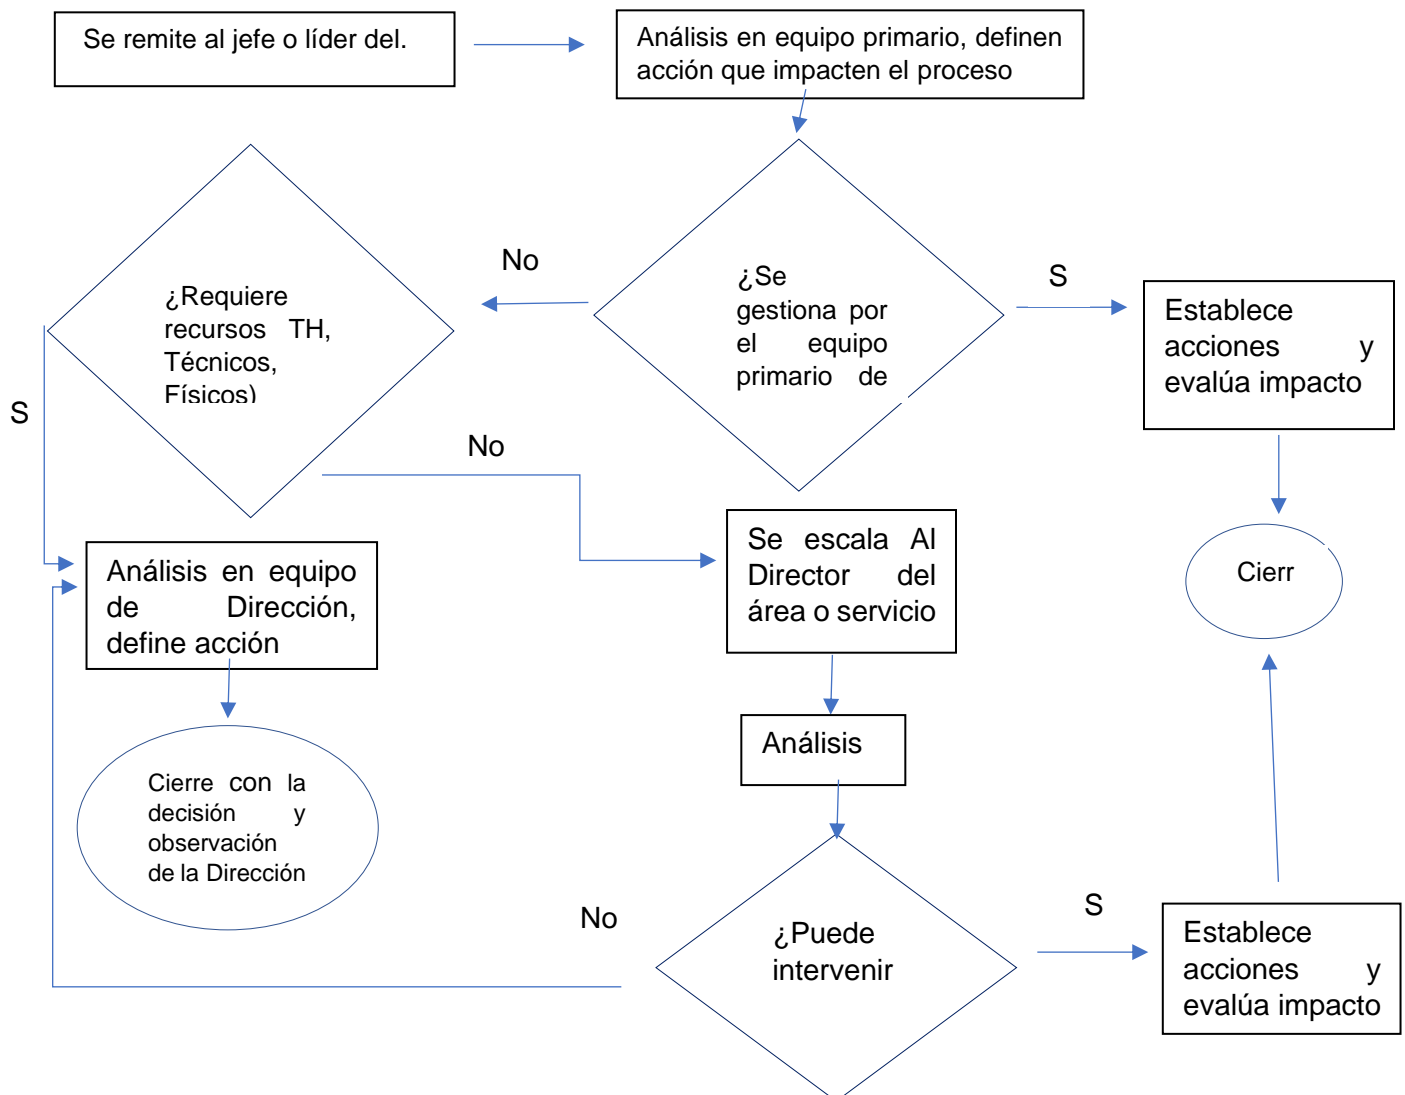 Se remite al jefe o líder del.
Análisis en equipo primario, definen
acción que impacten el proceso
No
¿Requiere
recursos TH,
Técnicos,
Físicos)
¿Se
gestiona por
el equipo
primario de
S
Establece
acciones y
evalúa impacto
S
No
Análisis en equipo
de Dirección,
define acción
Se escala Al
Director del
área o servicio
Cierr
Análisis
Cierre con la
decisión y
observación
de la Dirección
No
¿Puede
intervenir
S
Establece
acciones y
evalúa impacto